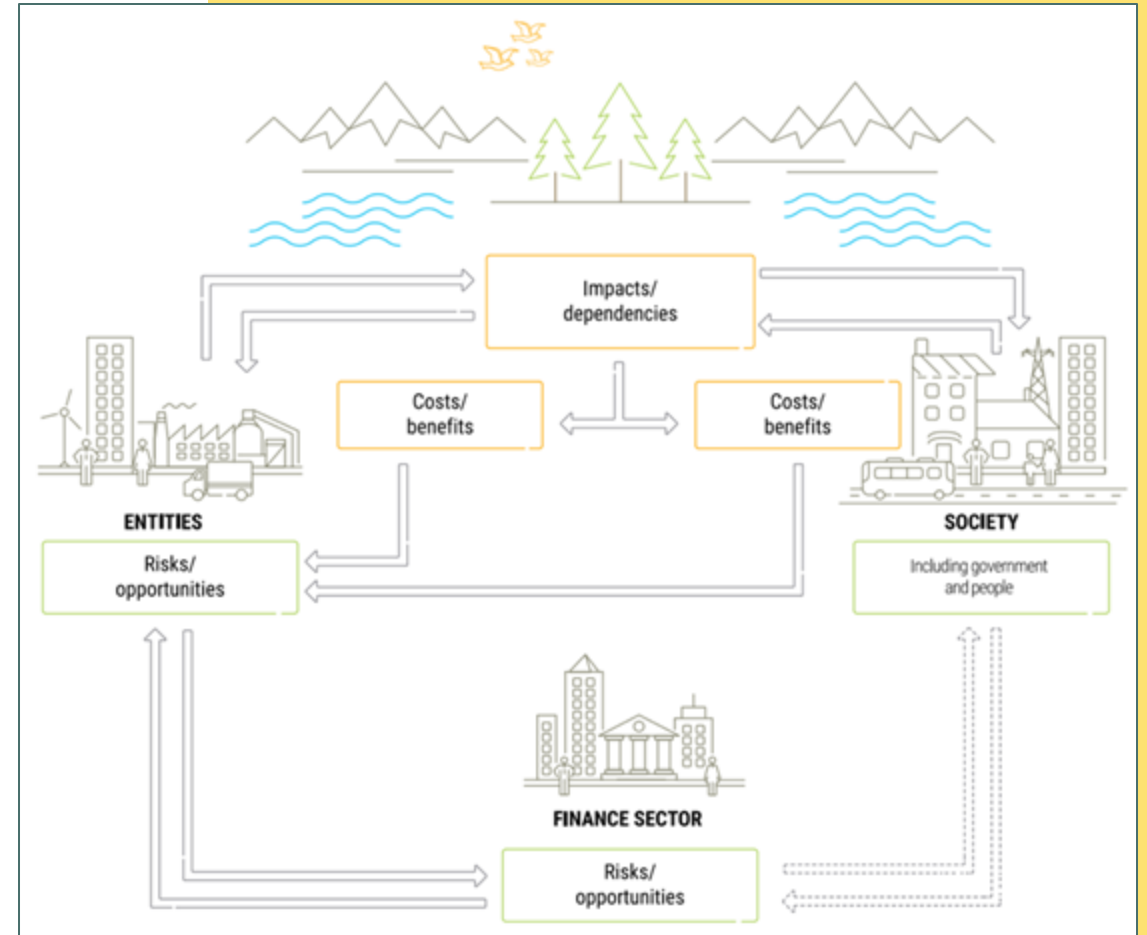 Impacts/
dependencies
Costs/
benefits
Costs/
benefits
ENTITIES
Risks/
opportunities
SOCIETY
Including government
and people
FINANCE SECTOR
Risks/
opportunities